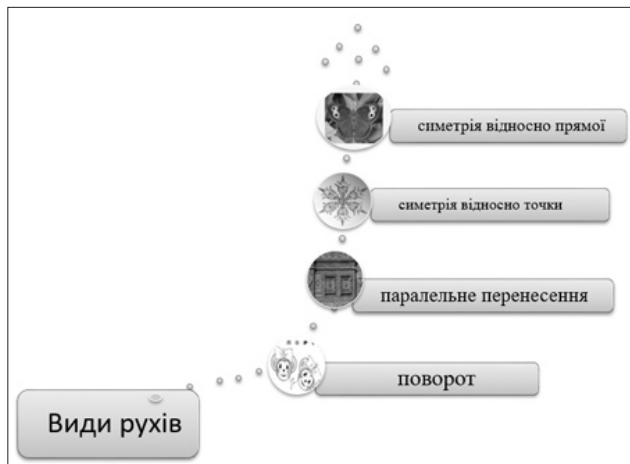 симетрія відносно прямої
симетрія відносно точки
паралельне перенесення
поворот
Види рухів